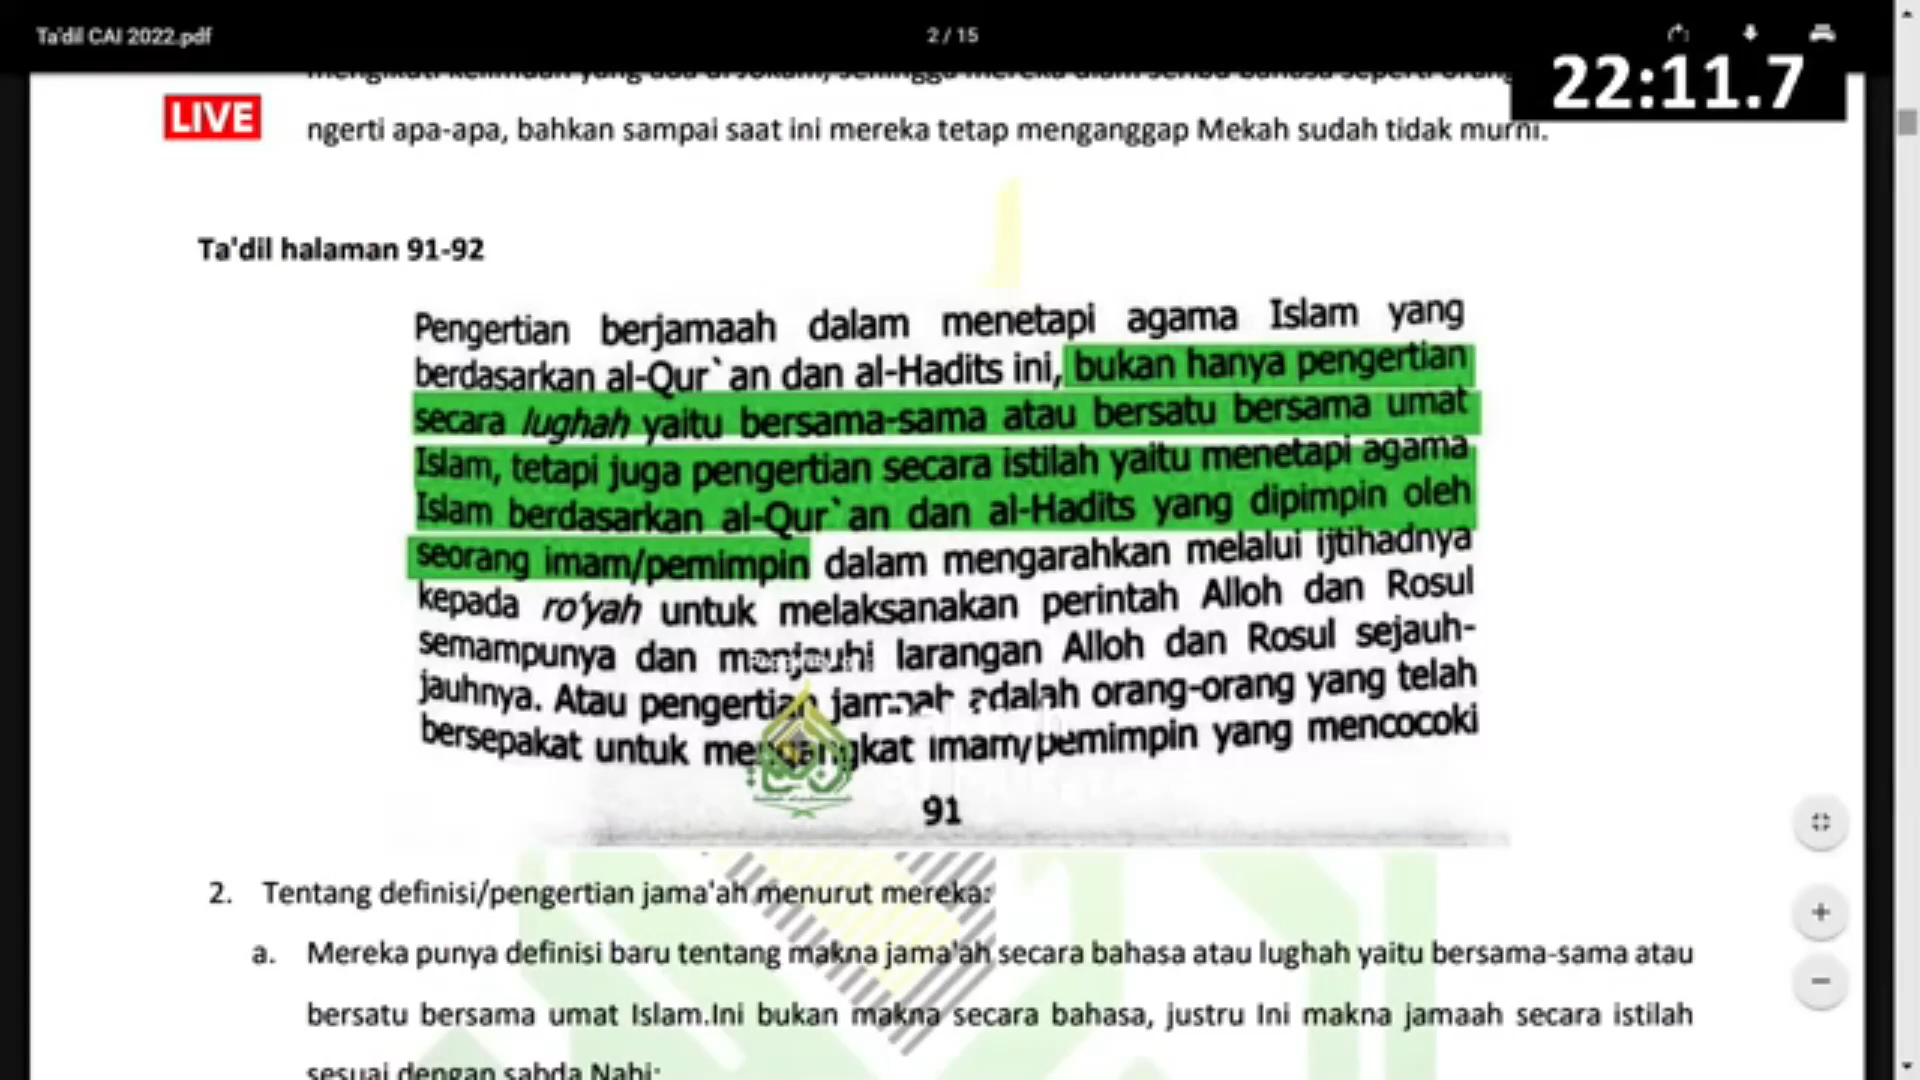 Ta'dil CAI 2022.pdf
2 / 15
22:11.7
LIVE
ngerti apa-apa, bahkan sampai saat ini mereka tetap menganggap Mekah sudah tidak murni.
Ta'dil halaman 91-92
Pengertian berjamaah dalam menetapi agama Islam yang
berdasarkan al-Qur`an dan al-Hadits ini, bukan hanya pengertian
secara lughah yaitu bersama-sama atau bersatu bersama umat
Islam, tetapi juga pengertian secara istilah yaitu menetapi agama
Islam berdasarkan al-Qur`an dan al-Hadits yang dipimpin oleh
seorang imam/pemimpin dalam mengarahkan melalui ijtihadnya
kepada ro'yah untuk melaksanakan perintah Alloh dan Rosul
semampunya dan menjauhi larangan Alloh dan Rosul sejauh-
jauhnya. Atau pengertian jamaah adalah orang-orang yang telah
bersepakat untuk mengangkat imam/pemimpin yang mencocoki
91
2. Tentang definisi/pengertian jama'ah menurut mereka:
a. Mereka punya definisi baru tentang makna jama'ah secara bahasa atau lughah yaitu bersama-sama atau
bersatu bersama umat Islam.Ini bukan makna secara bahasa, justru Ini makna jamaah secara istilah
sesuai dengan sabda Nabi: